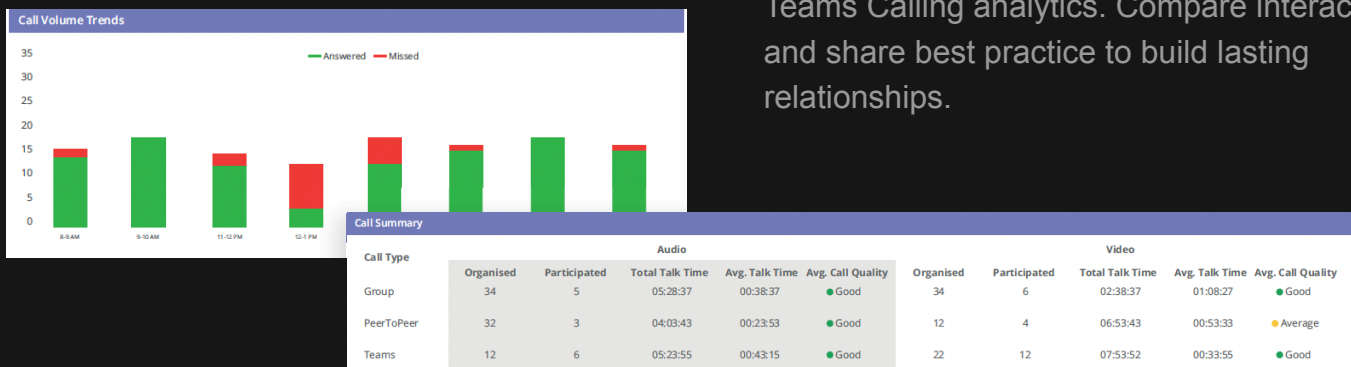 Call Volume Trends
Answered Missed
35
30
25
20
15
10
5
0
8-9 AM 9-10 AM 11-12 PM 12-1 PM
Teams Calling analytics. Compare
and share best practice to build lasting
relationships.
Call Summary
Call Type Audio Video
Organised Participated Total Talk Time Avg. Talk Time Avg. Call Quality Organised Participated Total Talk Time Avg. Talk Time Avg. Call Quality
Group 34 5 05:28:37 00:38:37 Good 34 6 02:38:37 01:08:27 Good
PeerToPeer 32 3 04:03:43 00:23:53 Good 12 4 06:53:43 00:53:33 Average
Teams 12 6 05:23:55 00:43:15 Good 22 12 07:53:52 00:33:55 Good